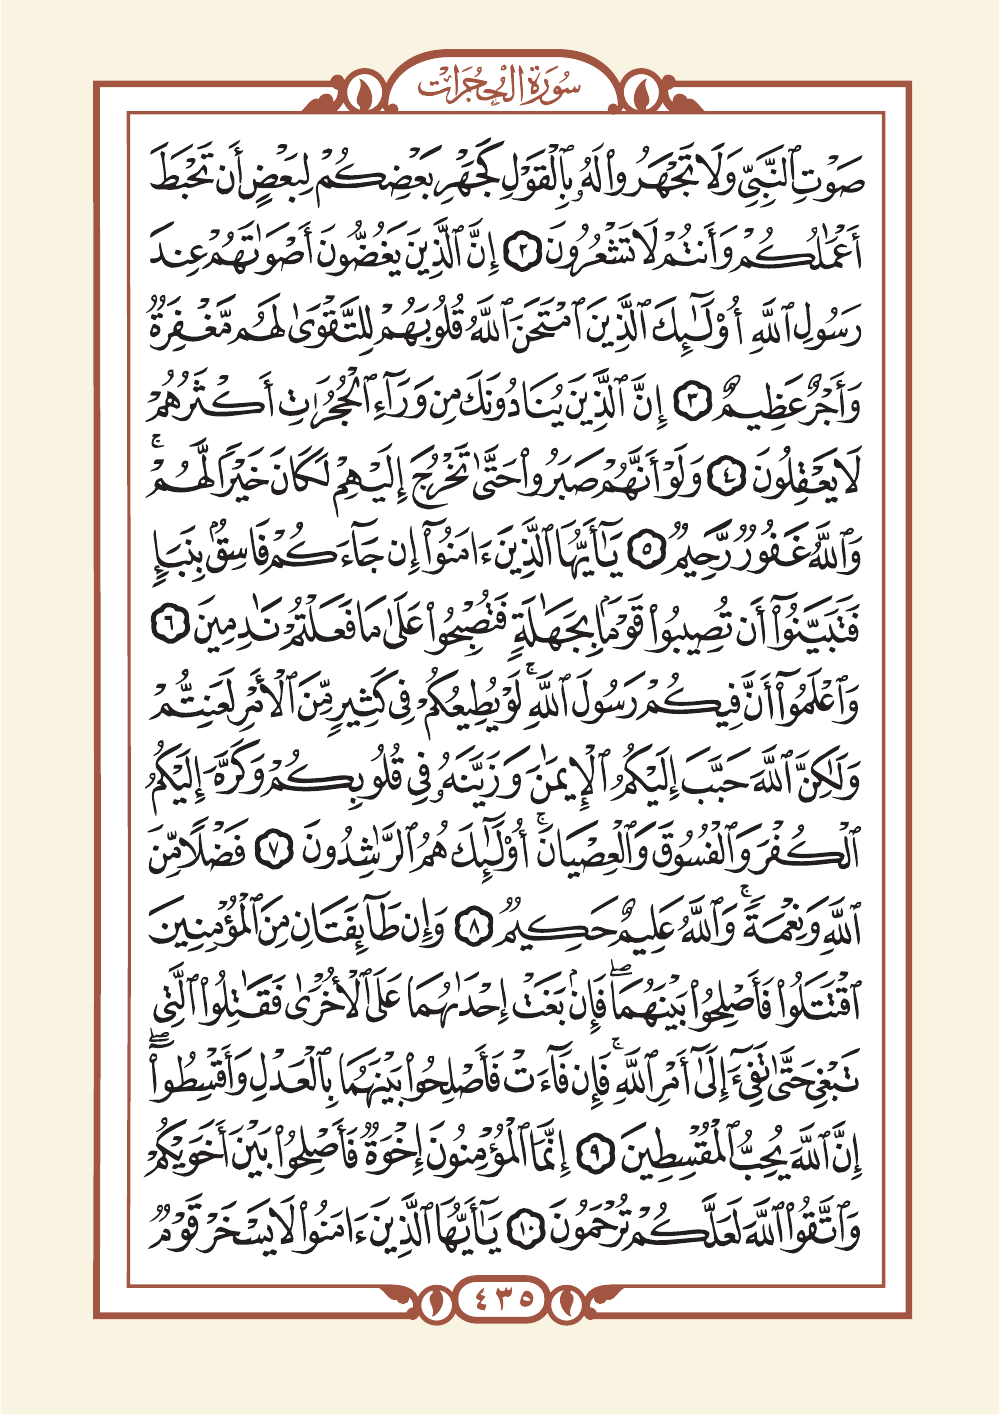 سُورَةُ الْحُجُرَاتِ
صَوْتِ ٱلنَّبِىِّ وَلَا تَجْهَرُوا۟ لَهُۥ بِٱلْقَوْلِ كَجَهْرِ بَعْضِكُمْ لِبَعْضٍ أَن تَحْبَطَ
أَعْمَٰلُكُمْ وَأَنتُمْ لَا تَشْعُرُونَ ٢ إِنَّ ٱلَّذِينَ يَغُضُّونَ أَصْوَٰتَهُمْ عِندَ
رَسُولِ ٱللَّهِ أُو۟لَٰٓئِكَ ٱلَّذِينَ ٱمْتَحَنَ ٱللَّهُ قُلُوبَهُمْ لِلتَّقْوَىٰ لَهُم مَّغْفِرَةٌ
وَأَجْرٌ عَظِيمٌ ٣ إِنَّ ٱلَّذِينَ يُنَادُونَكَ مِن وَرَآءِ ٱلْحُجُرَٰتِ أَكْثَرُهُمْ
لَا يَعْقِلُونَ ٤ وَلَوْ أَنَّهُمْ صَبَرُوا۟ حَتَّىٰ تَخْرُجَ إِلَيْهِمْ لَكَانَ خَيْرًا لَّهُمْ ۚ
وَٱللَّهُ غَفُورٌ رَّحِيمٌ ٥ يَٰٓأَيُّهَا ٱلَّذِينَ ءَامَنُوٓا۟ إِن جَآءَكُمْ فَاسِقٌۢ بِنَبَإٍ
فَتَبَيَّنُوٓا۟ أَن تُصِيبُوا۟ قَوْمًۢا بِجَهَٰلَةٍ فَتُصْبِحُوا۟ عَلَىٰ مَا فَعَلْتُمْ نَٰدِمِينَ ٦
وَٱعْلَمُوٓا۟ أَنَّ فِيكُمْ رَسُولَ ٱللَّهِ ۚ لَوْ يُطِيعُكُمْ فِى كَثِيرٍ مِّنَ ٱلْأَمْرِ لَعَنِتُّمْ
وَلَٰكِنَّ ٱللَّهَ حَبَّبَ إِلَيْكُمُ ٱلْإِيمَٰنَ وَزَيَّنَهُۥ فِى قُلُوبِكُمْ وَكَرَّهَ إِلَيْكُمُ
ٱلْكُفْرَ وَٱلْفُسُوقَ وَٱلْعِصْيَانَ ۚ أُو۟لَٰٓئِكَ هُمُ ٱلرَّٰشِدُونَ ٧ فَضْلًا مِّنَ
ٱللَّهِ وَنِعْمَةً ۚ وَٱللَّهُ عَلِيمٌ حَكِيمٌ ٨ وَإِن طَآئِفَتَانِ مِنَ ٱلْمُؤْمِنِينَ
ٱقْتَتَلُوا۟ فَأَصْلِحُوا۟ بَيْنَهُمَا ۖ فَإِنۢ بَغَتْ إِحْدَىٰهُمَا عَلَى ٱلْأُخْرَىٰ فَقَٰتِلُوا۟ ٱلَّتِى
تَبْغِى حَتَّىٰ تَفِىٓءَ إِلَىٰٓ أَمْرِ ٱللَّهِ ۚ فَإِن فَآءَتْ فَأَصْلِحُوا۟ بَيْنَهُمَا بِٱلْعَدْلِ وَأَقْسِطُوٓا۟ ۖ
إِنَّ ٱللَّهَ يُحِبُّ ٱلْمُقْسِطِينَ ٩ إِنَّمَا ٱلْمُؤْمِنُونَ إِخْوَةٌ فَأَصْلِحُوا۟ بَيْنَ أَخَوَيْكُمْ
وَٱتَّقُوا۟ ٱللَّهَ لَعَلَّكُمْ تُرْحَمُونَ ١٠ يَٰٓأَيُّهَا ٱلَّذِينَ ءَامَنُوا۟ لَا يَسْخَرْ قَوْمٌ
٤٣٥